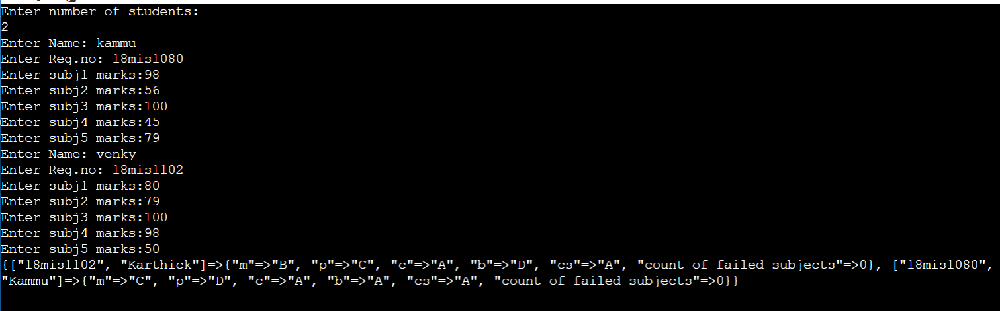 Enter number of students:
2
Enter Name: kammu
Enter Reg.no: 18mis1080
Enter subj1 marks:98
Enter subj2 marks:56
Enter subj3 marks:100
Enter subj4 marks:45
Enter subj5 marks:79
Enter Name: venky
Enter Reg.no: 18mis1102
Enter subj1 marks:80
Enter subj2 marks:79
Enter subj3 marks:100
Enter subj4 marks:98
Enter subj5 marks:50
{["18mis1102", "Karthick"]=>{"m"=>"B", "p"=>"C", "c"=>"A", "b"=>"D", "cs"=>"A", "count of failed subjects"=>0}, ["18mis1080",
"Kammu"]=>{"m"=>"C", "p"=>"D", "c"=>"A", "b"=>"A", "cs"=>"A", "count of failed subjects"=>0}}